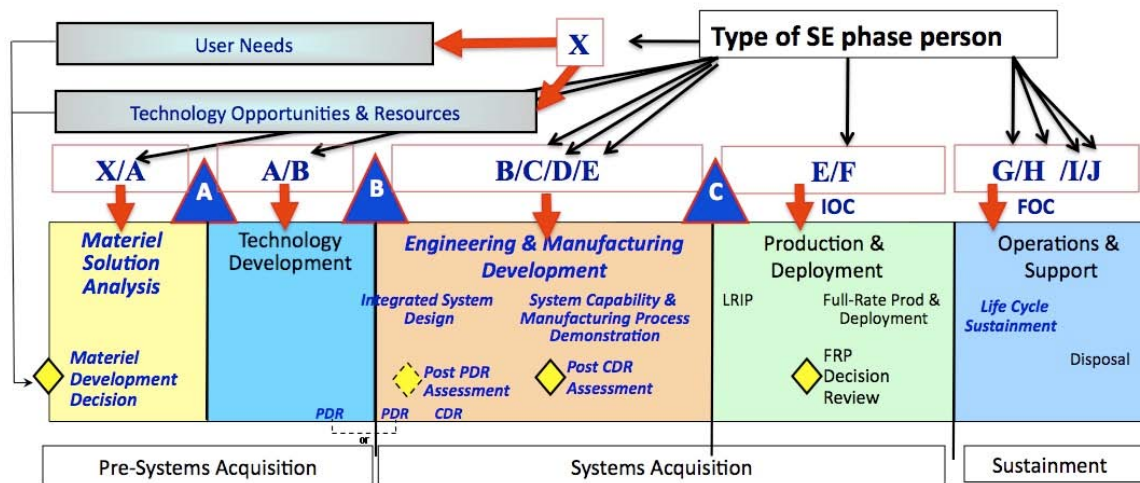 User Needs
X
Type of SE phase person
Technology Opportunities & Resources
X/A
A
A/B
B
B/C/D/E
C
E/F
G/H /I/J
IOC
FOC
Materiel
Solution
Analysis
Technology
Development
Engineering & Manufacturing
Development
Production &
Deployment
Operations &
Support
Integrated System
Design
System Capability &
Manufacturing Process
Demonstration
LRIP
Full-Rate Prod &
Deployment
Life Cycle
Sustainment
Disposal
Materiel
Development
Decision
Post PDR
Assessment
Post CDR
Assessment
FRP
Decision
Review
PDR
PDR
CDR
or
Pre-Systems Acquisition
Systems Acquisition
Sustainment